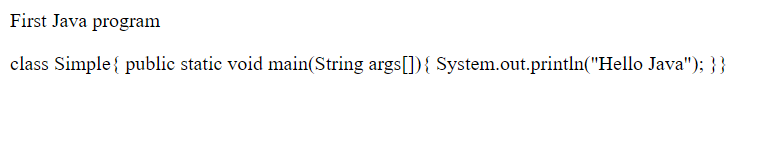 First Java program
class Simple{ public static void main(String args[]){ System.out.println("Hello Java"); }}